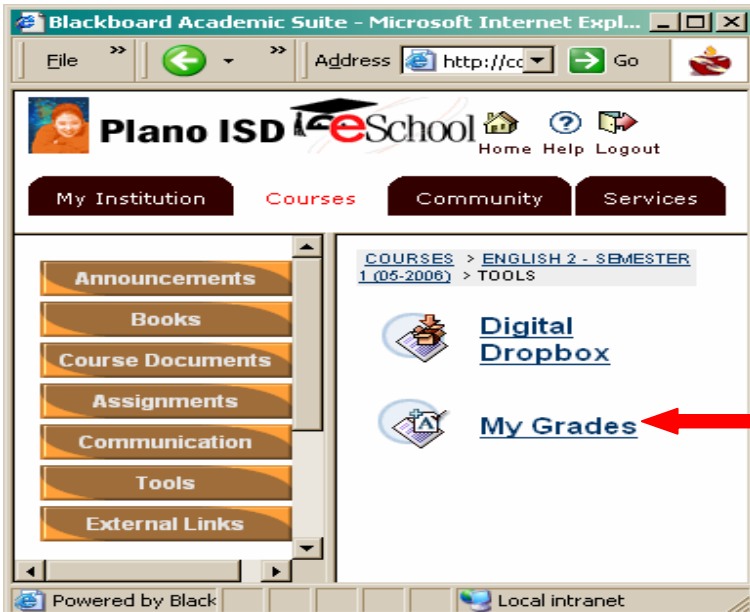 Blackboard Academic Suite - Microsoft Internet Expl...
File » » Address http://cc Go
Plano ISD eSchool
Home Help Logout
My Institution Courses Community Services
COURSES > ENGLISH 2 - SEMESTER
1 (05-2006) > TOOLS
Announcements
Books
Course Documents
Assignments
Communication
Tools
External Links
Digital
Dropbox
My Grades
Powered by Black Local intranet